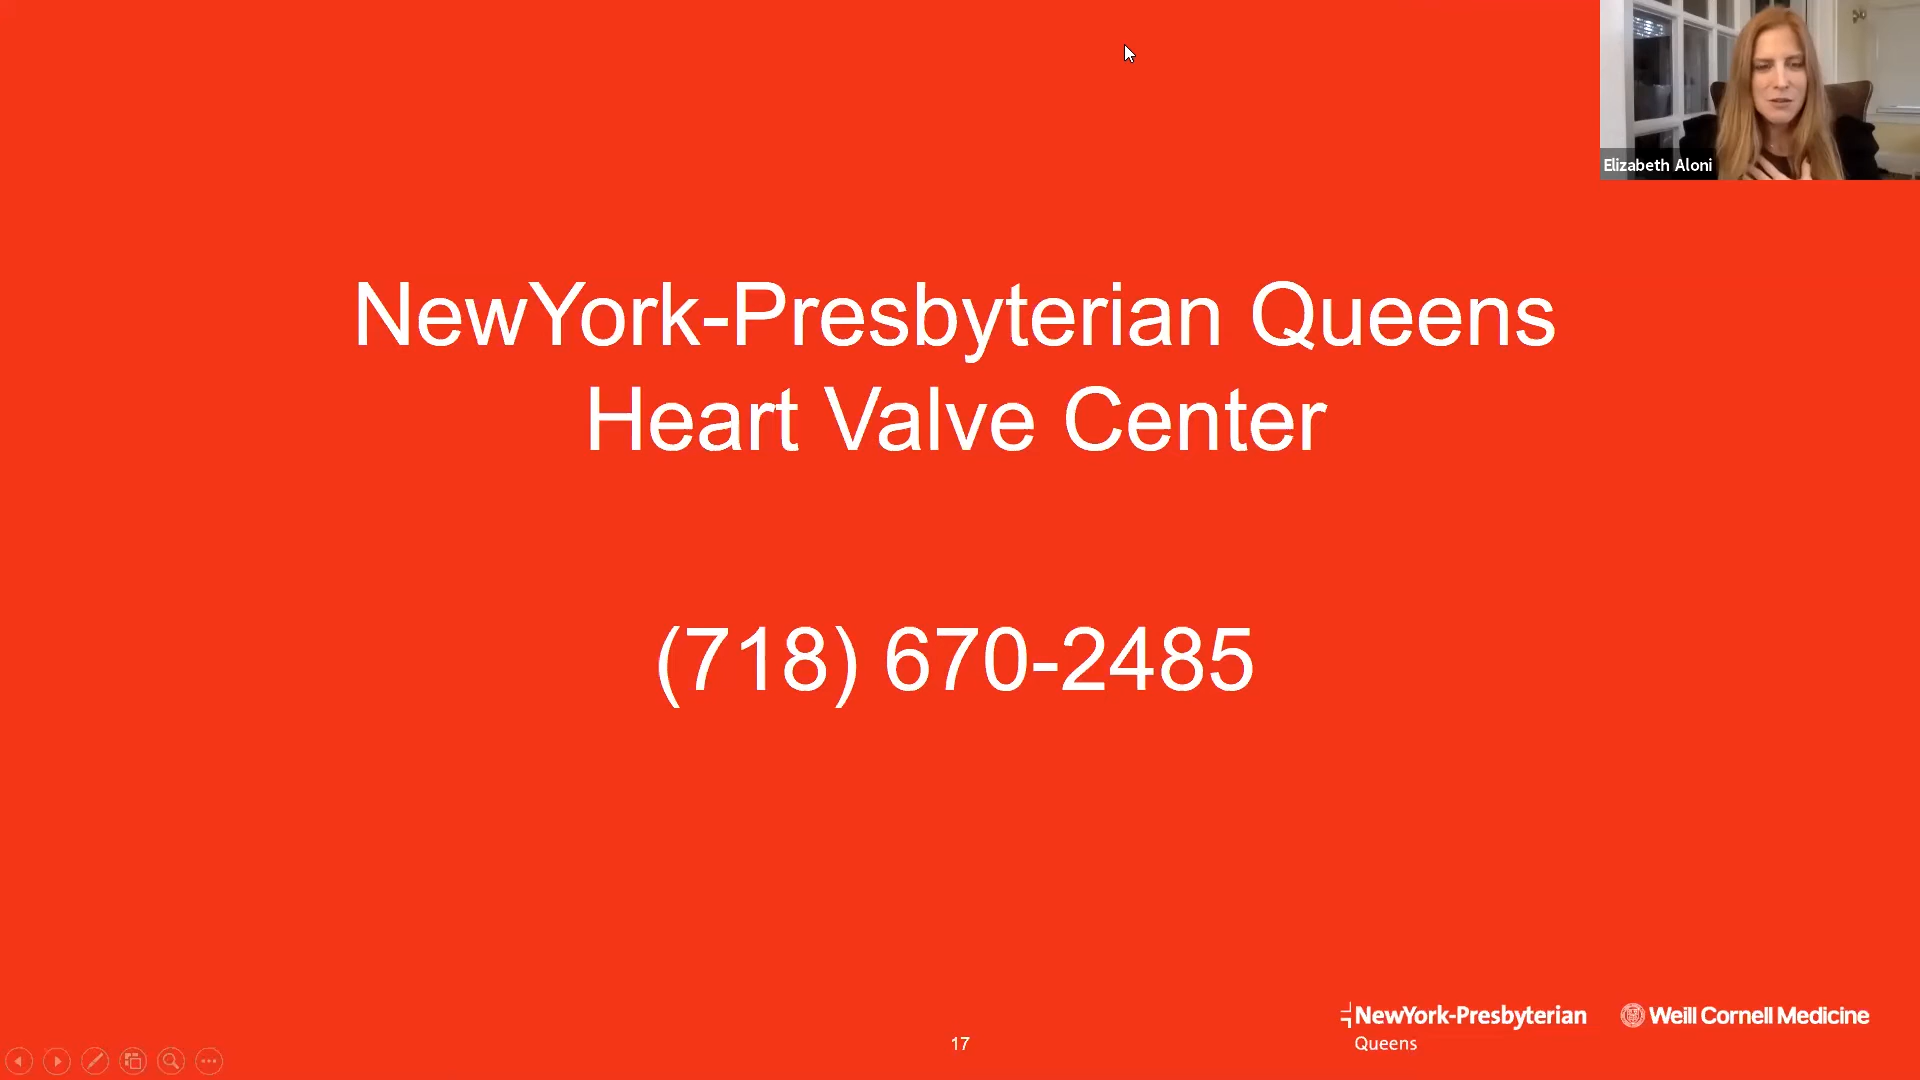 Elizabeth Aloni
NewYork-Presbyterian Queens
Heart Valve Center
(718) 670-2485
NewYork-Presbyterian
Queens
Weill Cornell Medicine
17